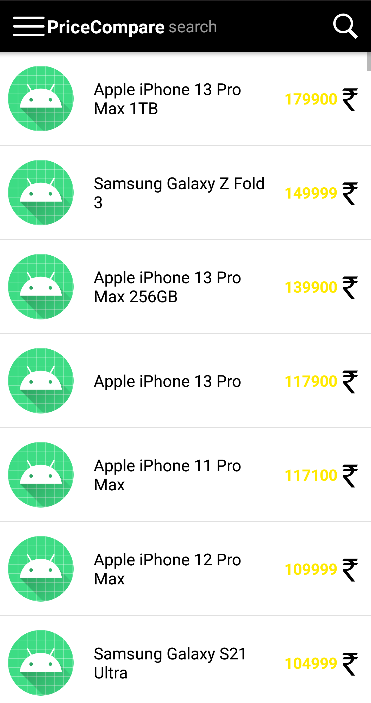 PriceCompare search
Apple iPhone 13 Pro
Max 1TB
179900 ₹
Samsung Galaxy Z Fold
3
149999 ₹
Apple iPhone 13 Pro
Max 256GB
139900 ₹
Apple iPhone 13 Pro
117900 ₹
Apple iPhone 11 Pro
Max
117100 ₹
Apple iPhone 12 Pro
Max
109999 ₹
Samsung Galaxy S21
Ultra
104999 ₹